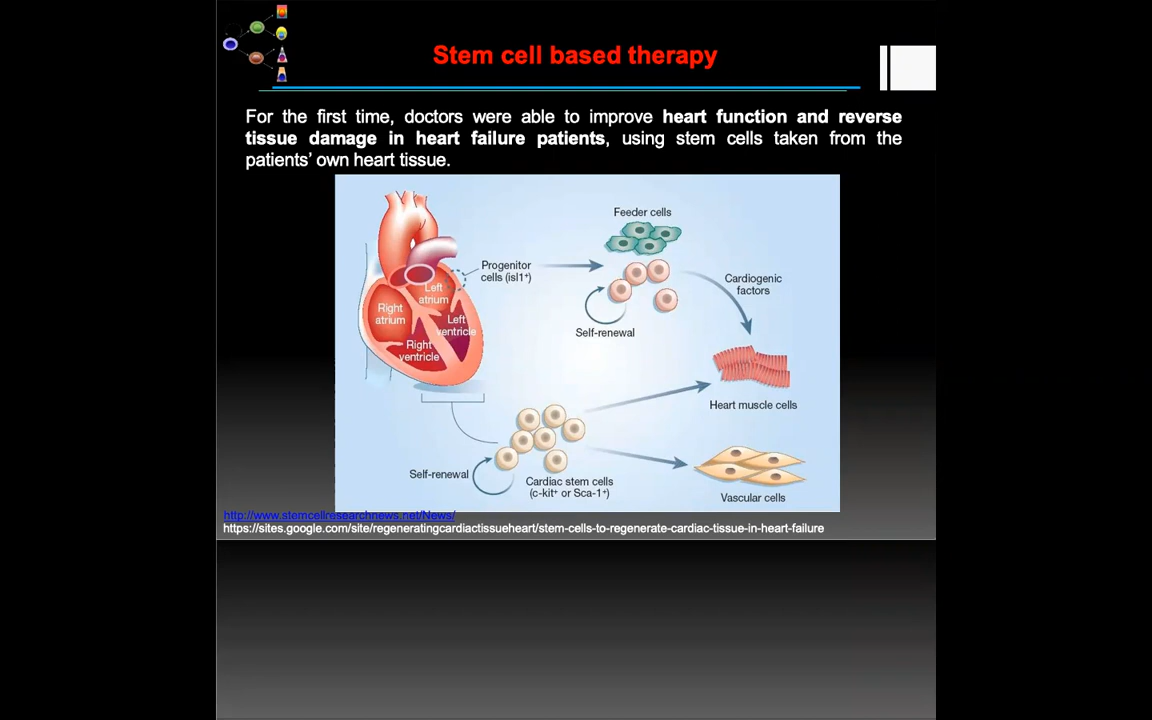 Stem cell based therapy
For the first time, doctors were able to improve heart function and reverse
tissue damage in heart failure patients, using stem cells taken from the
patients' own heart tissue.
Feeder cells
Progenitor
cells (isl1⁺)
Cardiogenic
factors
Left
atrium
Right
atrium
Left
ventricle
Right
ventricle
Self-renewal
Heart muscle cells
Self-renewal
Cardiac stem cells
(c-kit⁺ or Sca-1⁺)
Vascular cells
http://www.stemcellresearchnews.net/News/
https://sites.google.com/site/regeneratingcardiactissueheart/stem-cells-to-regenerate-cardiac-tissue-in-heart-failure